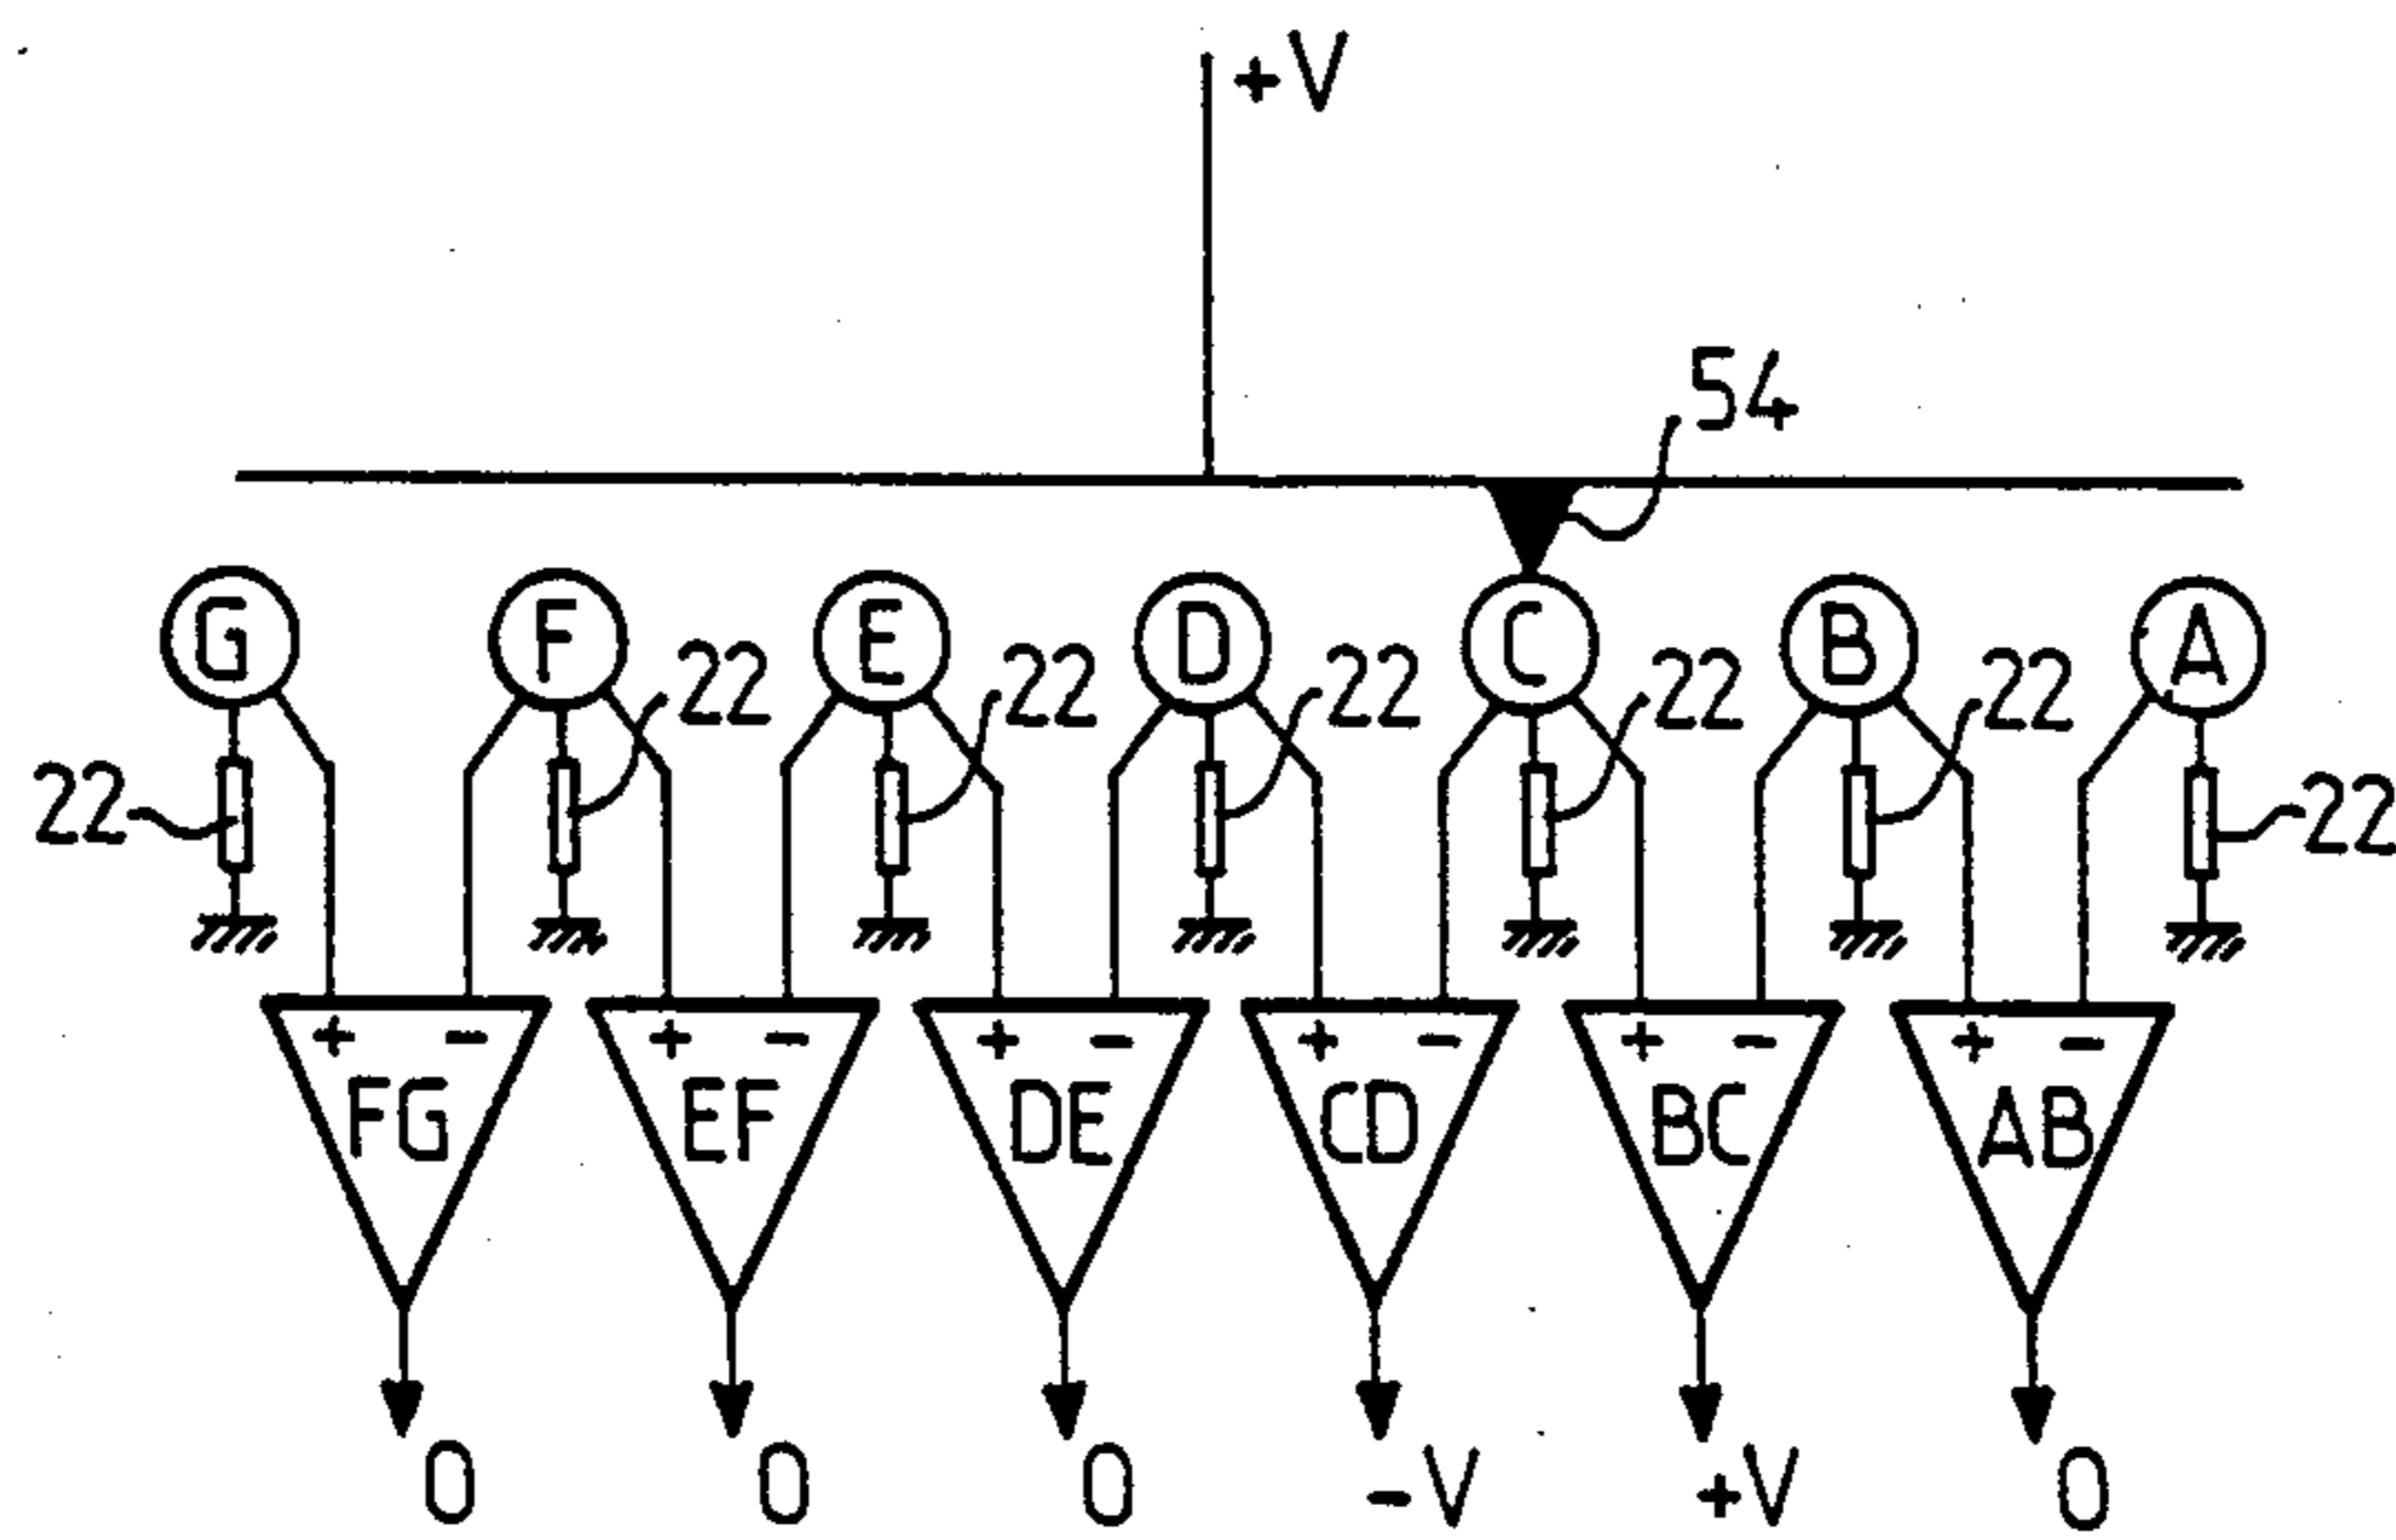 +V
54
G F E D C B A
22 22 22 22 22 22 22
+ - + - + - + - + - + -
FG EF DE CD BC AB
0 0 0 -V +V 0